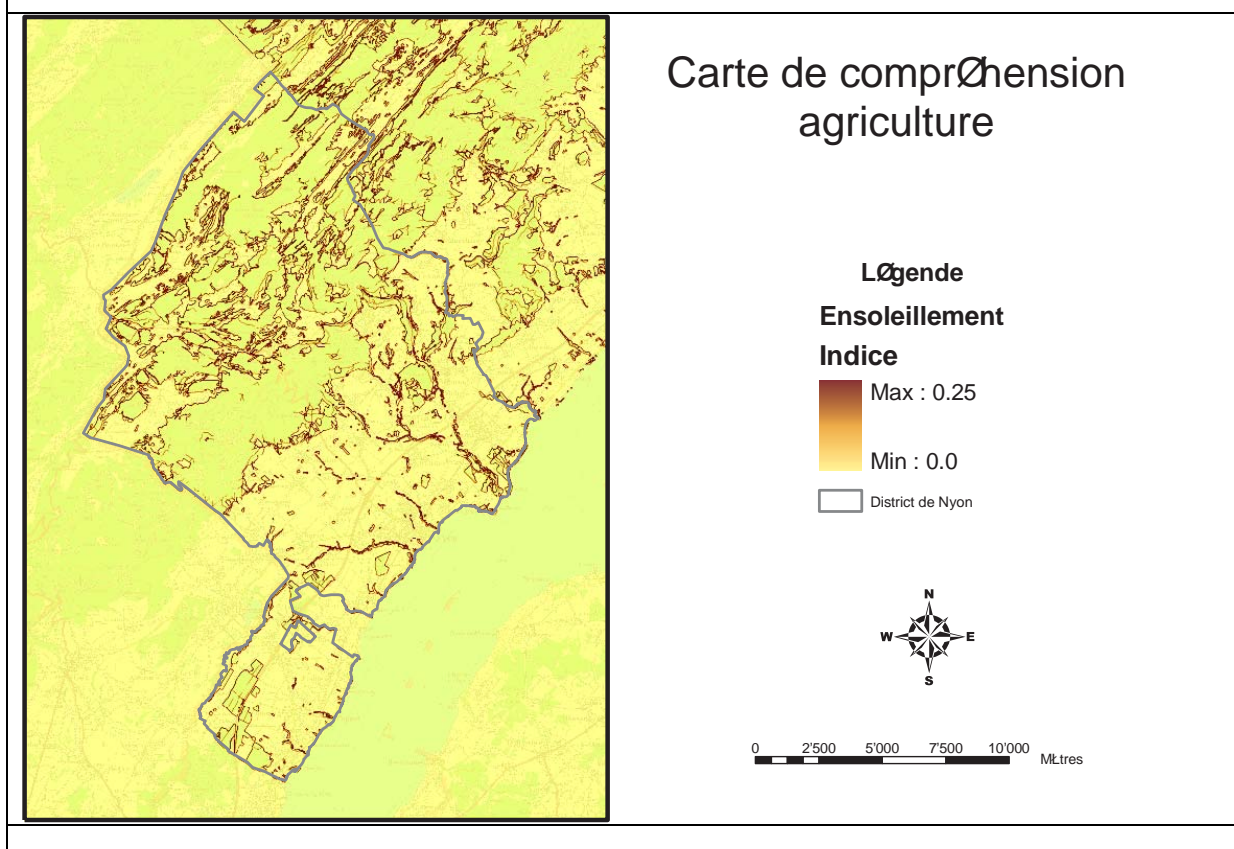 Carte de comprØhension
agriculture
LØgende
Ensoleillement
Indice
Max : 0.25
Min : 0.0
District de Nyon
N
W E
S
0 2'500 5'000 7'500 10'000
MŁtres